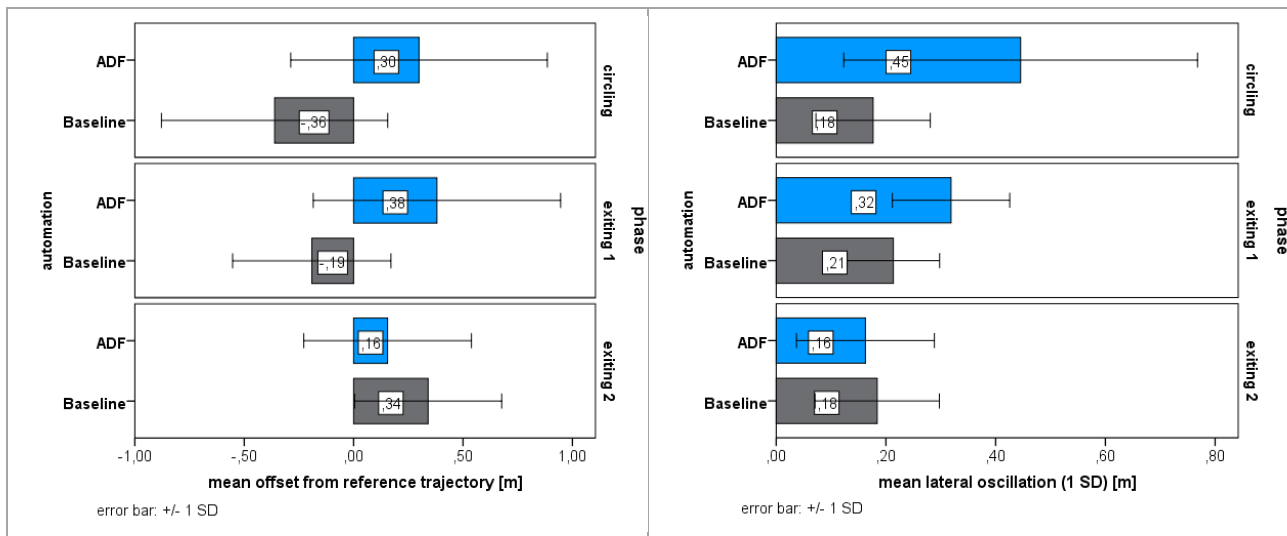 ADF
,30
circling
Baseline
-,36
automation
ADF
,38
exiting 1
phase
Baseline
-,19
ADF
,16
exiting 2
Baseline
,34
-1,00 -,50 ,00 ,50 1,00
mean offset from reference trajectory [m]
error bar: +/- 1 SD
ADF
,45
circling
Baseline
,18
automation
ADF
,32
exiting 1
phase
Baseline
,21
ADF
,16
exiting 2
Baseline
,18
,00 ,20 ,40 ,60 ,80
mean lateral oscillation (1 SD) [m]
error bar: +/- 1 SD